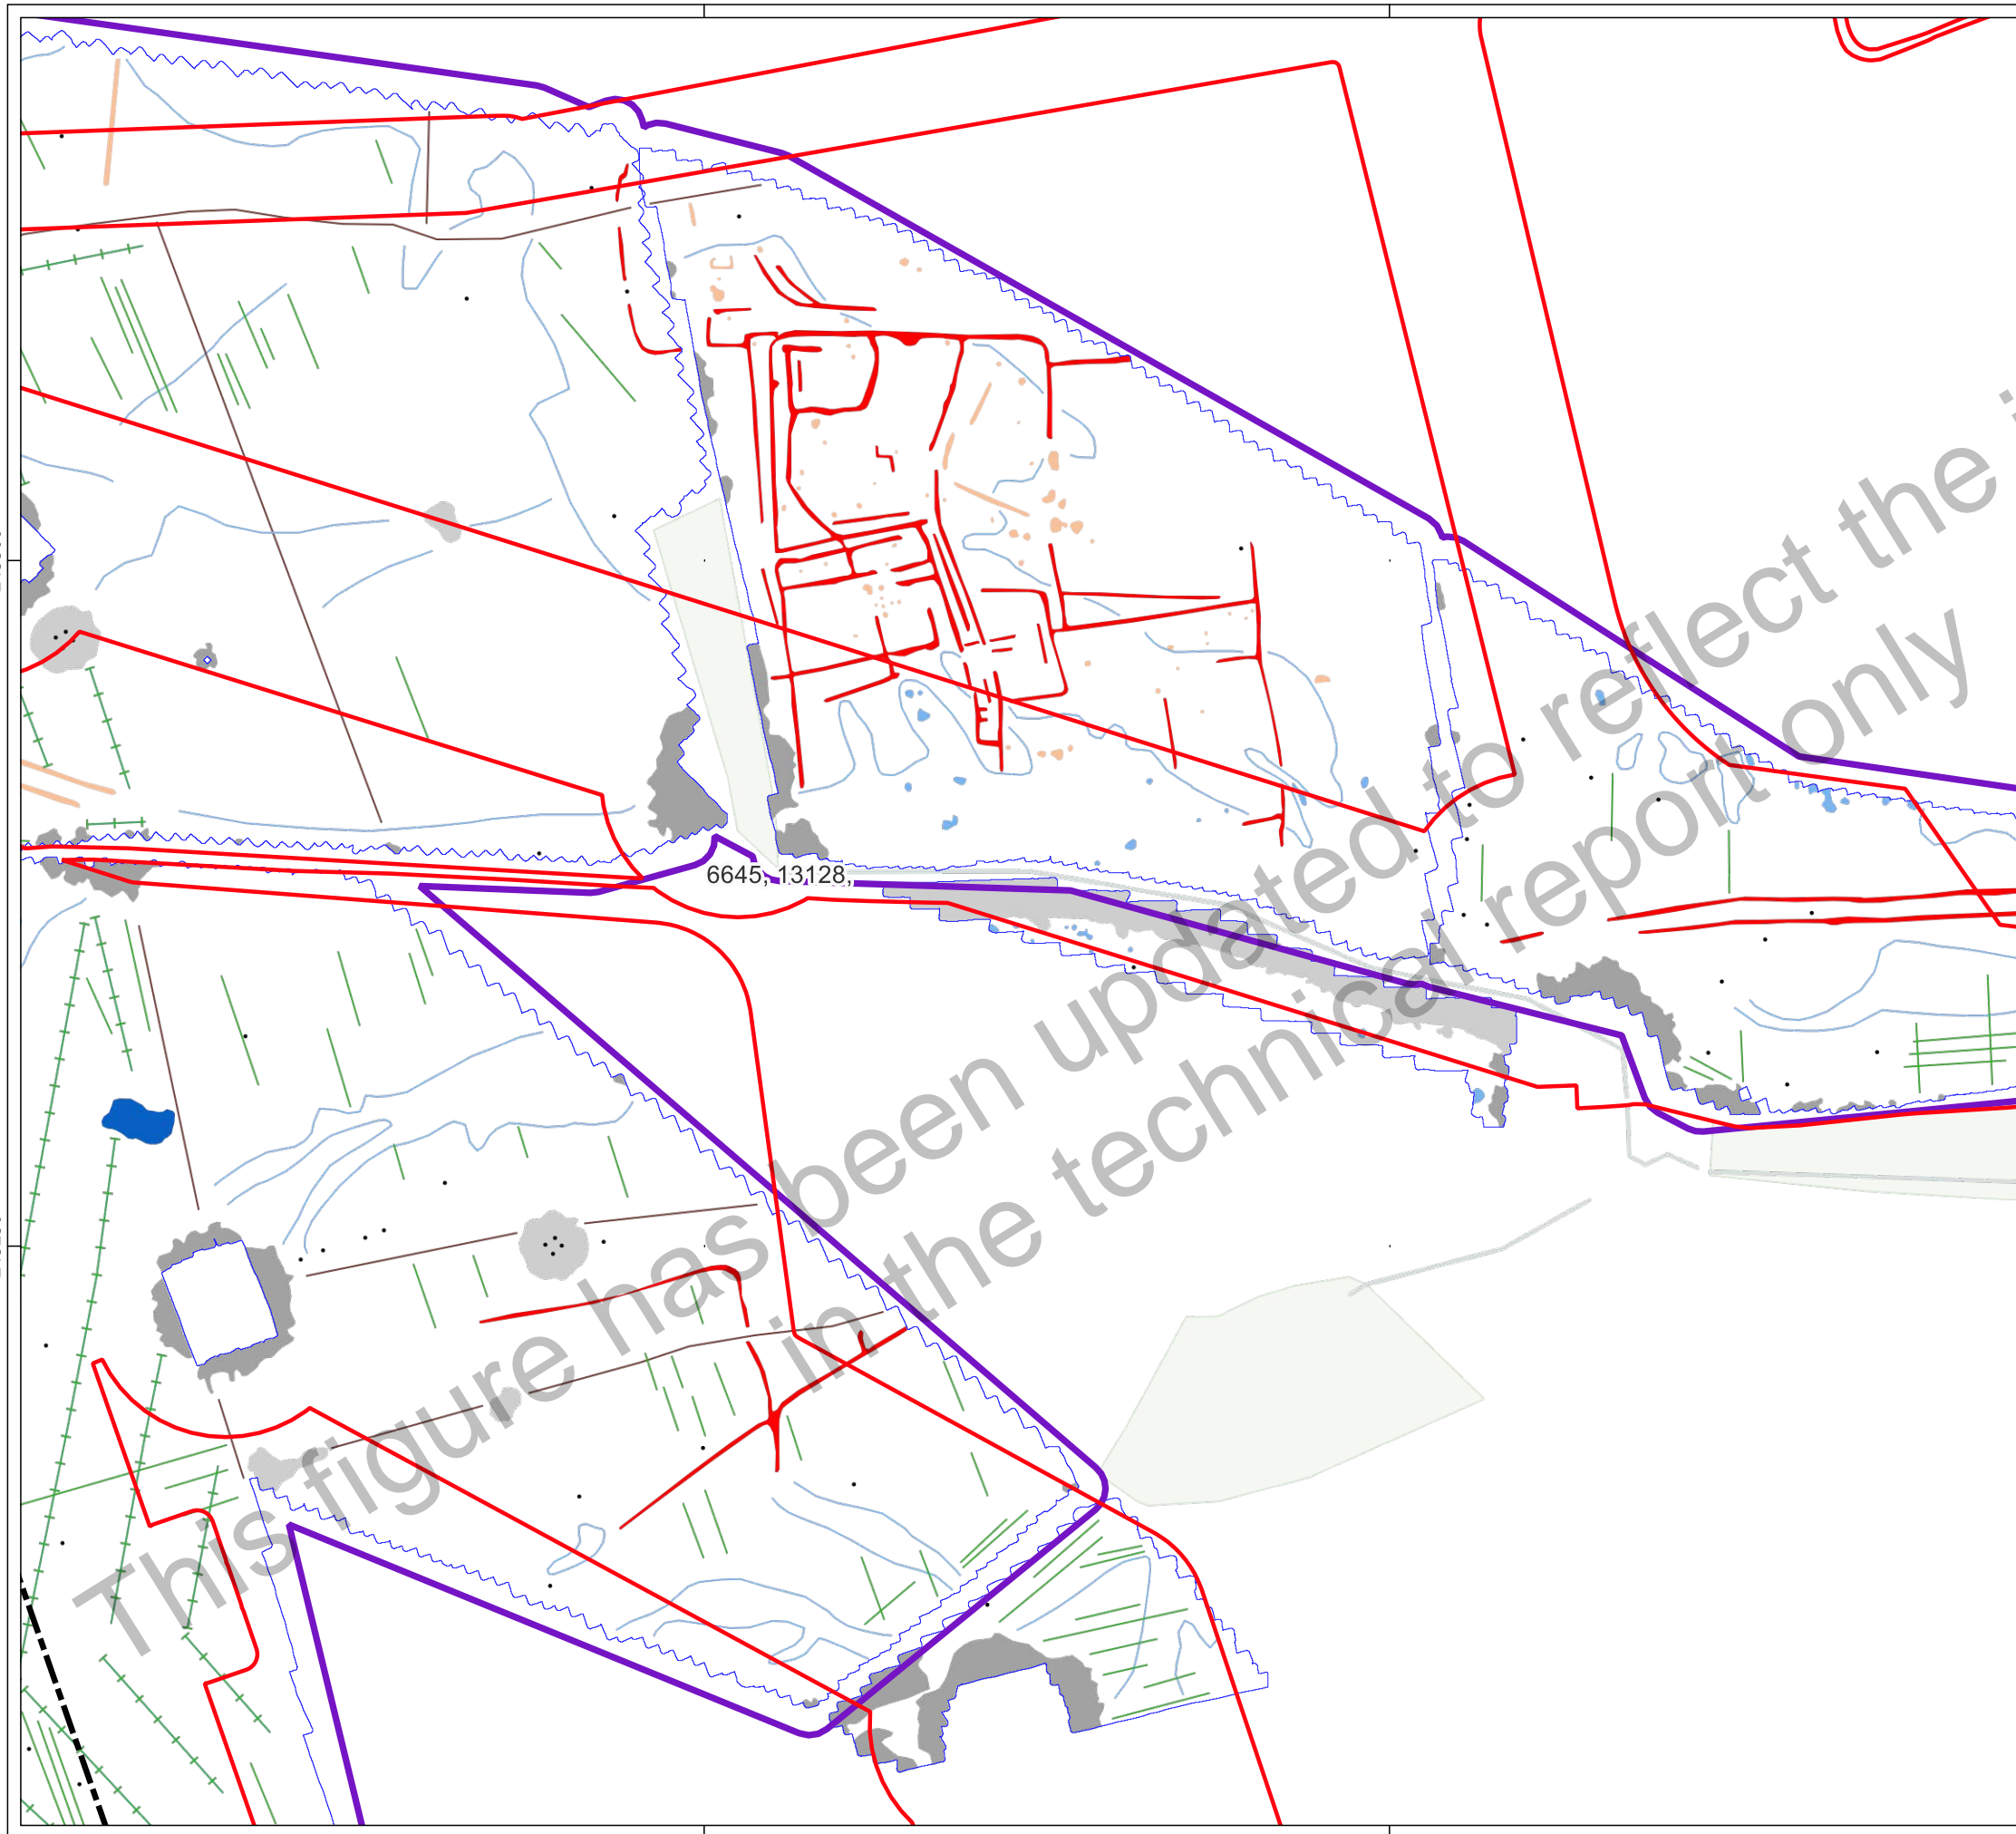 6645, 13128,
This figure has been updated to reflect the
in the technical report only